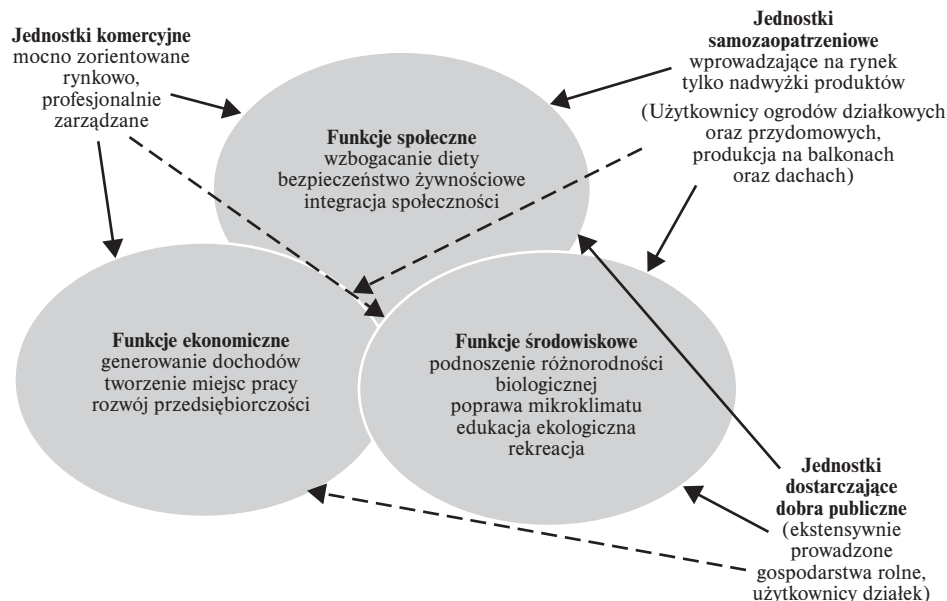 Jednostki komercyjne
mocno zorientowane
rynkowo,
profesjonalnie
zarządzane
Jednostki
samozaopatrzeniowe
wprowadzające na rynek
tylko nadwyżki produktów
(Użytkownicy ogrodów działkowych
oraz przydomowych,
produkcja na balkonach
oraz dachach)
Funkcje społeczne
wzbogacanie diety
bezpieczeństwo żywnościowe
integracja społeczności
Funkcje ekonomiczne
generowanie dochodów
tworzenie miejsc pracy
rozwój przedsiębiorczości
Funkcje środowiskowe
podnoszenie różnorodności
biologicznej
poprawa mikroklimatu
edukacja ekologiczna
rekreacja
Jednostki
dostarczające
dobra publiczne
(ekstensywnie
prowadzone
gospodarstwa rolne,
użytkownicy działek)